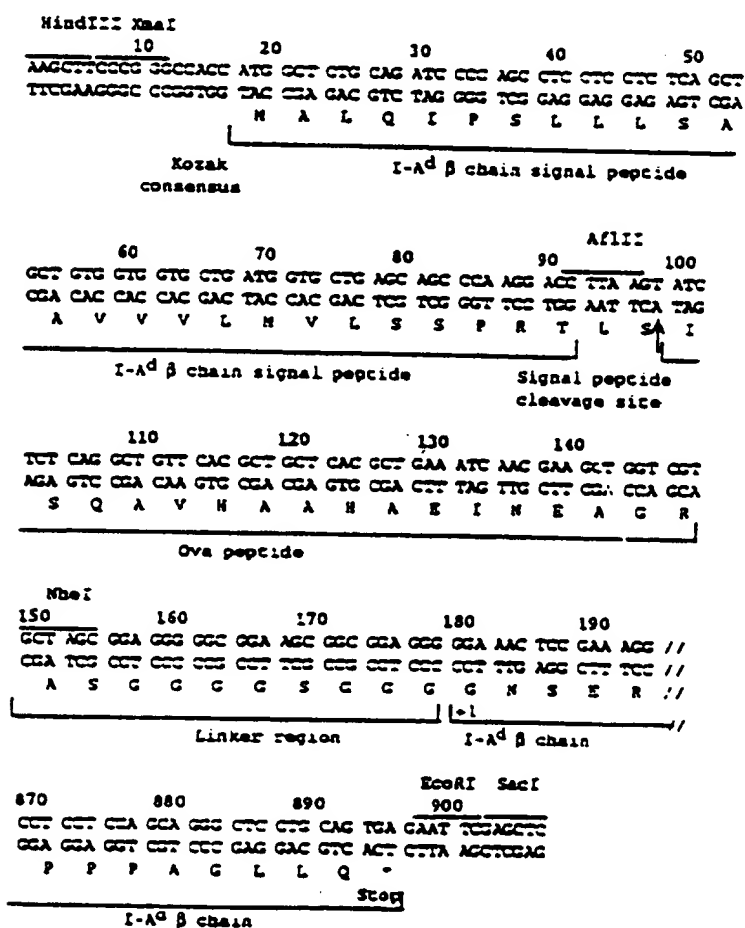 HindIII XmaI
10 20 30 40 50
AAGCTTCCCG GGCCACC ATG GCT CTG CAG ATC CCC AGC CTC CTC CTC TCA GCT
TTCGAAGGGC CCGGTGG TAC CGA GAC GTC TAG GGG TCG GAG GAG GAG AGT CGA
M A L Q I P S L L L S A
Kozak consensus
I-Ad β chain signal peptide
AflII
60 70 80 90 100
GCT GTG GTG GTG CTG ATG GTG CTG AGC AGC CCA AGG ACC TTA AGT ATC
CGA CAC CAC CAC GAC TAC CAC GAC TCG TCG GGT TCC TGG AAT TCA TAG
A V V V L M V L S S P R T L S I
I-Ad β chain signal peptide
Signal peptide cleavage site
110 120 130 140
TCT CAG GCT GTT CAC GCT GCT CAC GCT GAA ATC AAC GAA GCT GGT CGT
AGA GTC CGA CAA GTG CGA CGA GTG CGA CTT TAG TTG CTT CGA CCA GCA
S Q A V H A A H A E I N E A G R
Ova peptide
NheI
150 160 170 180 190
GCT AGC GGA GGG GGC GGA AGC GGC GGA GGG GGA AAC TCC GAA AGG //
CGA TCG CCT CCC CCG CCT TCG CCG CCT CCC CCT TTG AGG CTT TCC //
A S G G G G S G G G G N S E R //
+1
Linker region
I-Ad β chain
EcoRI SacI
870 880 890 900
CCT CCT CCA GCA GGG CTC CTG CAG TGA GAATT TCGAGCTC
GGA GGA GGT CGT CCC GAG GAC GTC ACT CTTA AGCTCGAG
P P P A G L L Q *
Stop
I-Ad β chain